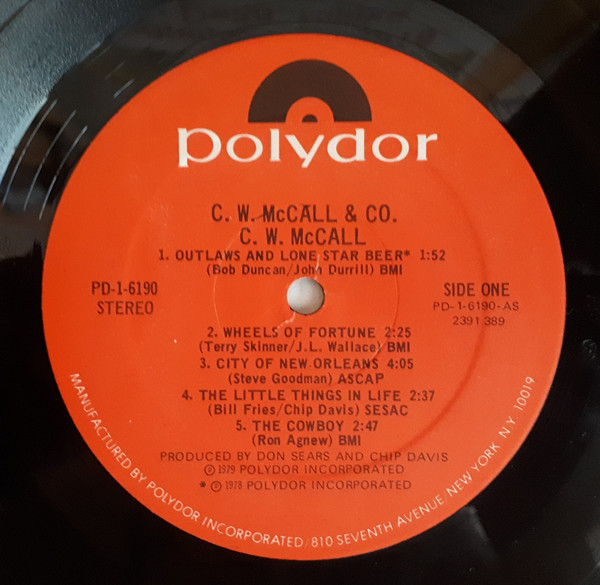 polydor
C. W. McCALL & CO.
C. W. McCALL
1. OUTLAWS AND LONE STAR BEER* 1:52
(Bob Duncan/John Durrill) BMI
PD-1-6190
STEREO
SIDE ONE
PD-1-6190-AS
2391 389
2. WHEELS OF FORTUNE 2:25
(Terry Skinner/J.L. Wallace) BMI
3. CITY OF NEW ORLEANS 4:05
(Steve Goodman) ASCAP
4. THE LITTLE THINGS IN LIFE 2:37
(Bill Fries/Chip Davis) SESAC
5. THE COWBOY 2:47
(Ron Agnew) BMI
PRODUCED BY DON SEARS AND CHIP DAVIS
℗ 1979 POLYDOR INCORPORATED
* ℗ 1978 POLYDOR INCORPORATED
MANUFACTURED BY POLYDOR INCORPORATED/810 SEVENTH AVENUE/NEW YORK, N.Y. 10019